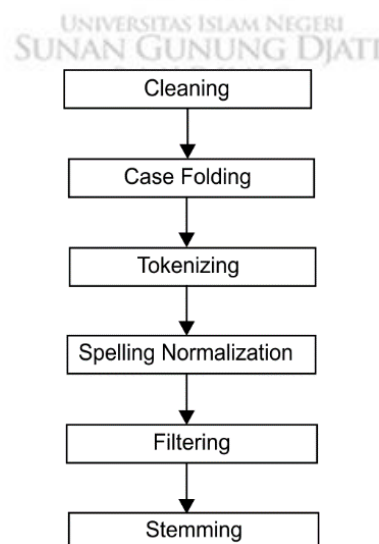 UNIVERSITAS ISLAM NEGERI
SUNAN GUNUNG DJATI
Cleaning
Case Folding
Tokenizing
Spelling Normalization
Filtering
Stemming